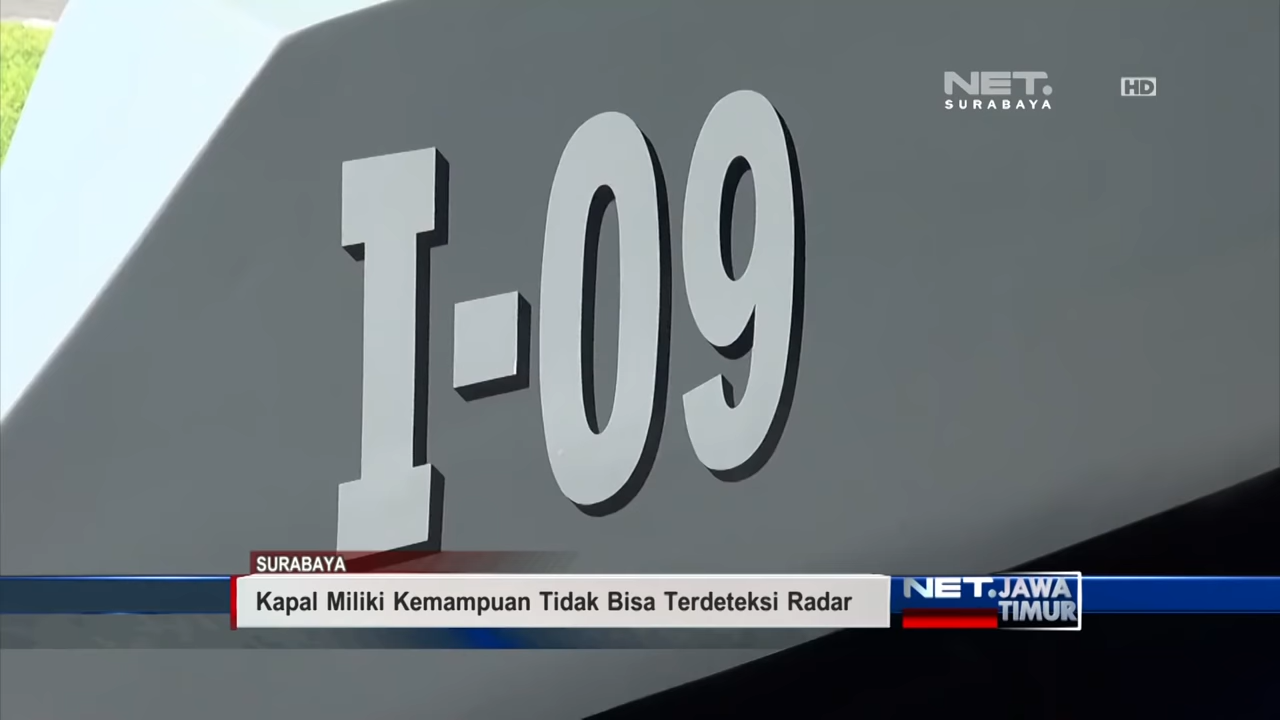 NET.
SURABAYA
HD
I-09
SURABAYA
Kapal Miliki Kemampuan Tidak Bisa Terdeteksi Radar
NET. JAWA
TIMUR